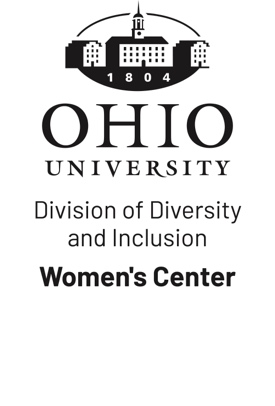 1804
OHIO
UNIVERSITY
Division of Diversity
and Inclusion
Women's Center